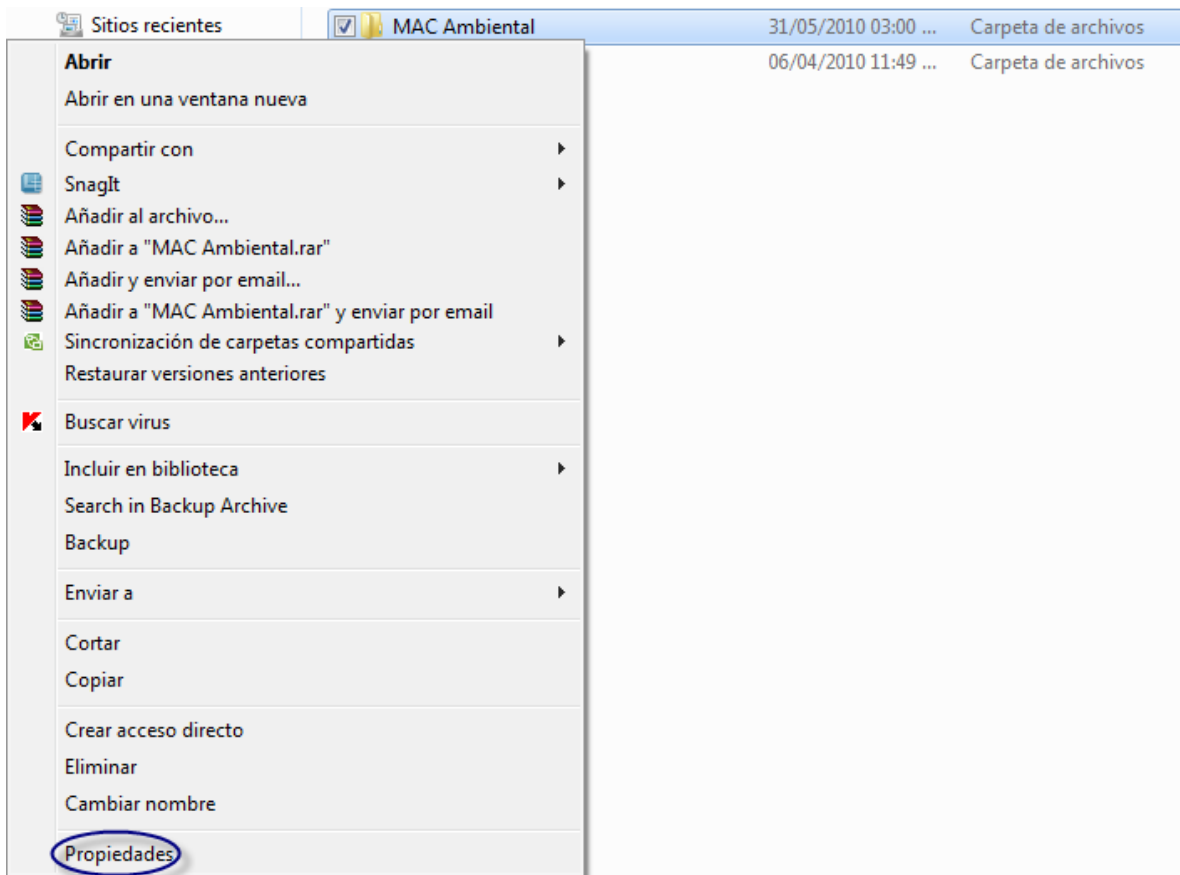 Sitios recientes
MAC Ambiental 31/05/2010 03:00 ... Carpeta de archivos
06/04/2010 11:49 ... Carpeta de archivos
Abrir
Abrir en una ventana nueva
Compartir con
SnagIt
Añadir al archivo...
Añadir a "MAC Ambiental.rar"
Añadir y enviar por email...
Añadir a "MAC Ambiental.rar" y enviar por email
Sincronización de carpetas compartidas
Restaurar versiones anteriores
Buscar virus
Incluir en biblioteca
Search in Backup Archive
Backup
Enviar a
Cortar
Copiar
Crear acceso directo
Eliminar
Cambiar nombre
Propiedades